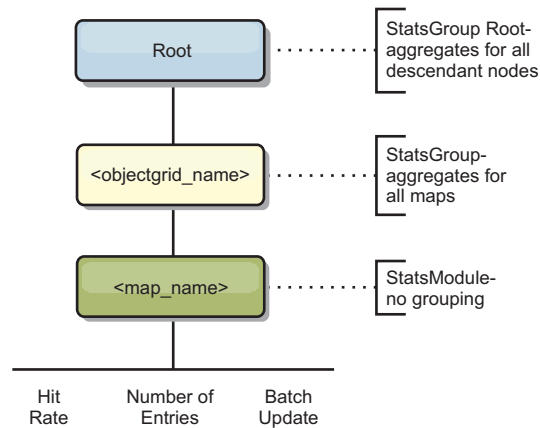 Root
StatsGroup Root-
aggregates for all
descendant nodes
<objectgrid_name>
StatsGroup-
aggregates for
all maps
<map_name>
StatsModule-
no grouping
Hit
Rate
Number of
Entries
Batch
Update